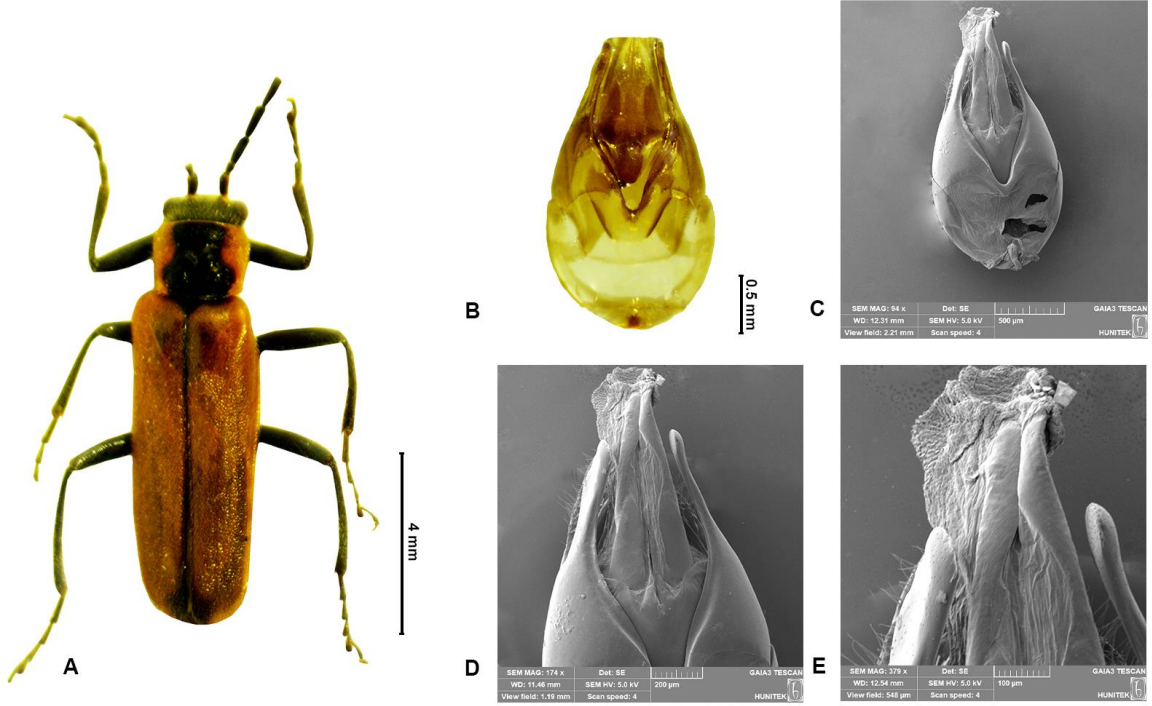 A
4 mm
B
0.5 mm
C
SEM MAG: 94 x
Det: SE
GAIA3 TESCAN
WD: 12.31 mm
SEM HV: 5.0 kV
500 µm
View field: 2.21 mm
Scan speed: 4
HUNITEK
D
SEM MAG: 174 x
Det: SE
GAIA3 TESCAN
WD: 11.46 mm
SEM HV: 5.0 kV
200 µm
View field: 1.19 mm
Scan speed: 4
HUNITEK
E
SEM MAG: 379 x
Det: SE
GAIA3 TESCAN
WD: 12.54 mm
SEM HV: 5.0 kV
100 µm
View field: 548 µm
Scan speed: 4
HUNITEK